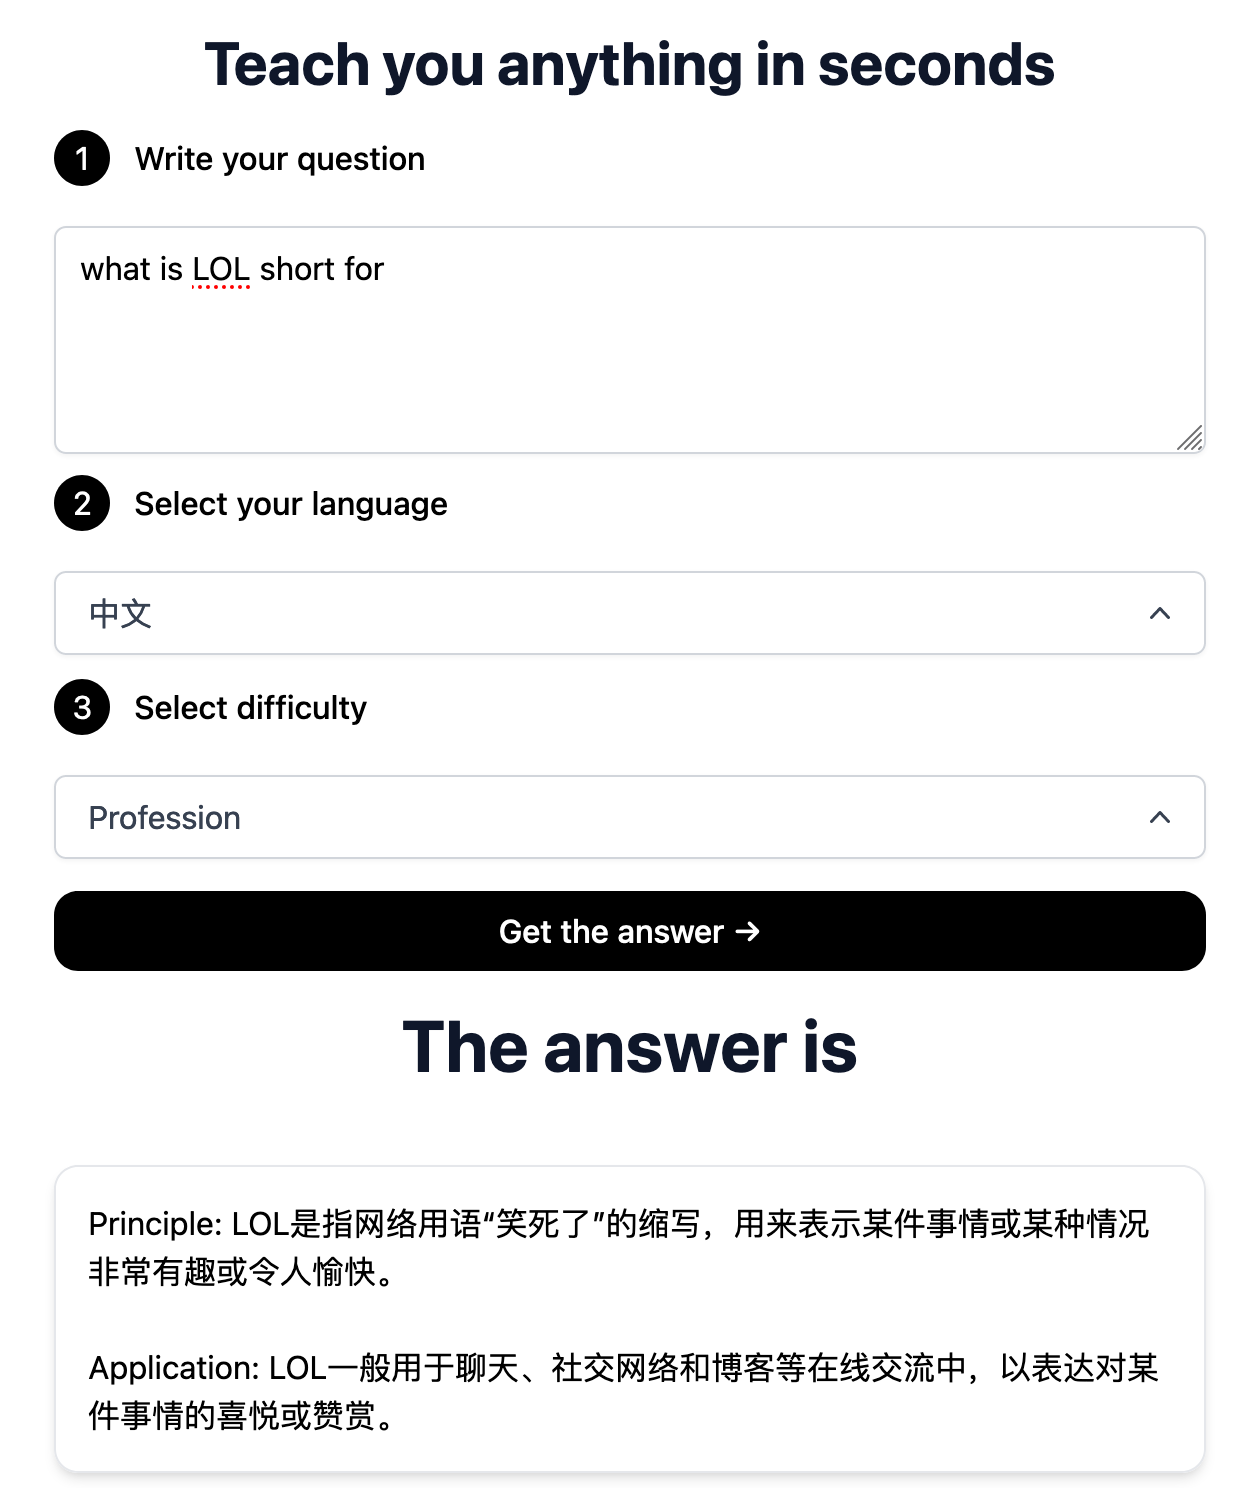 Teach you anything in seconds
1 Write your question
what is LOL short for
2 Select your language
中文
3 Select difficulty
Profession
Get the answer →
The answer is
Principle: LOL是指网络用语“笑死了”的缩写，用来表示某件事情或某种情况
非常有趣或令人愉快。
Application: LOL一般用于聊天、社交网络和博客等在线交流中，以表达对某
件事情的喜悦或赞赏。